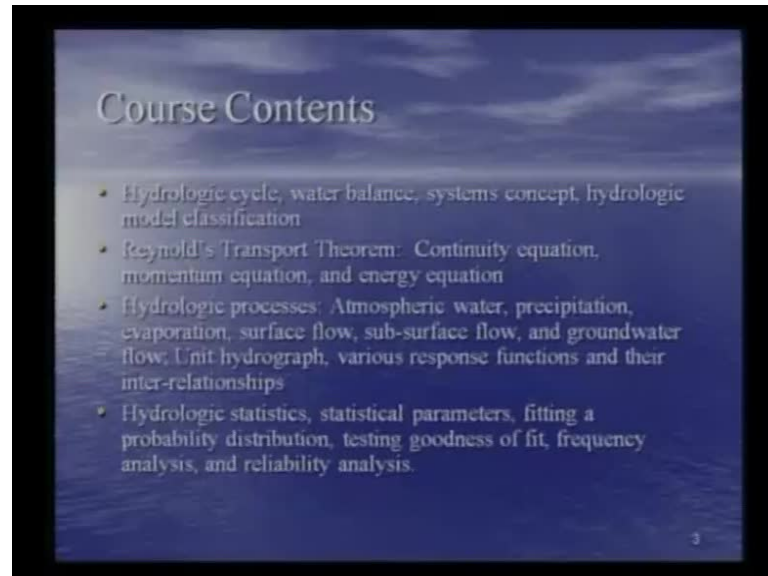 Course Contents
• Hydrologic cycle, water balance, systems concept, hydrologic
model classification
• Reynold's Transport Theorem: Continuity equation,
momentum equation, and energy equation
• Hydrologic processes: Atmospheric water, precipitation,
evaporation, surface flow, sub-surface flow, and groundwater
flow; Unit hydrograph, various response functions and their
inter-relationships
• Hydrologic statistics, statistical parameters, fitting a
probability distribution, testing goodness of fit, frequency
analysis, and reliability analysis.
3